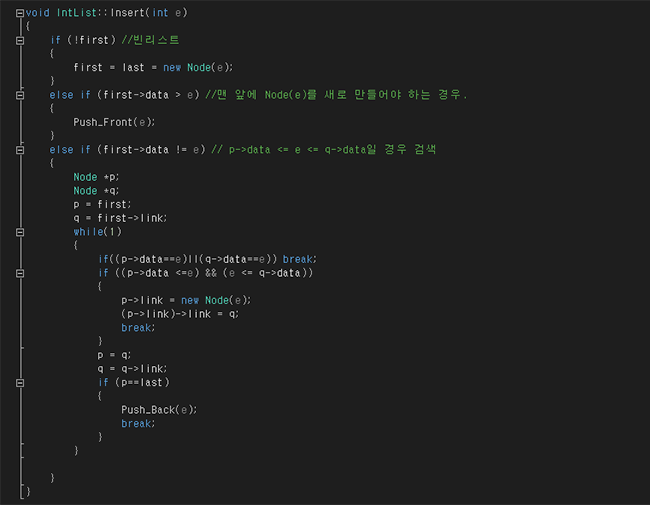 void IntList::Insert(int e)
{
if (!first) //빈리스트
{
first = last = new Node(e);
}
else if (first->data > e) //맨 앞에 Node(e)를 새로 만들어야 하는 경우.
{
Push_Front(e);
}
else if (first->data != e) // p->data <= e <= q->data일 경우 검색
{
Node *p;
Node *q;
p = first;
q = first->link;
while(1)
{
if((p->data==e)||(q->data==e)) break;
if ((p->data <=e) && (e <= q->data))
{
p->link = new Node(e);
(p->link)->link = q;
break;
}
p = q;
q = q->link;
if (p==last)
{
Push_Back(e);
break;
}
}
}
}